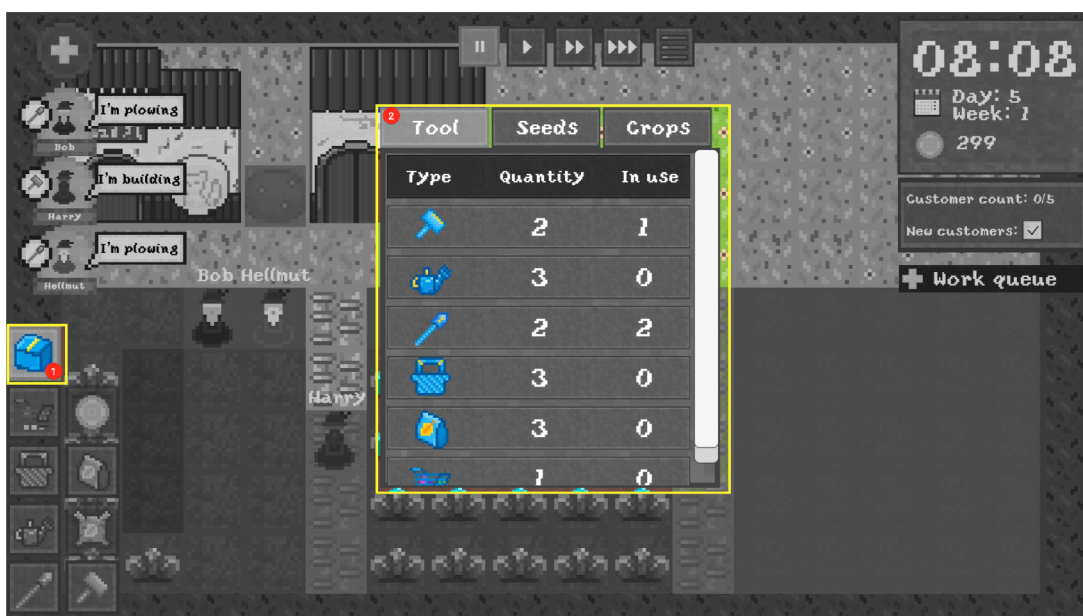 08:08
Day: 5
Week: 1
299
I'm plowing
Bob
I'm building
Harry
I'm plowing
Hellmut
2
Tool Seeds Crops
Type Quantity In use
2 1
3 0
2 2
3 0
3 0
1 0
Customer count: 0/5
New customers:
Work queue
Bob Hellmut
Harry
1